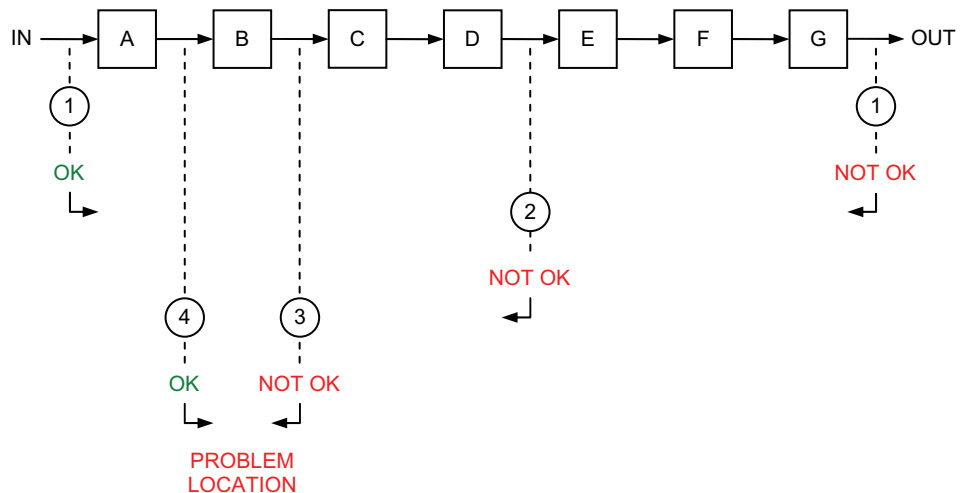 IN A B C D E F G OUT
1 1
OK NOT OK
2
NOT OK
4 3
OK NOT OK
PROBLEM
LOCATION